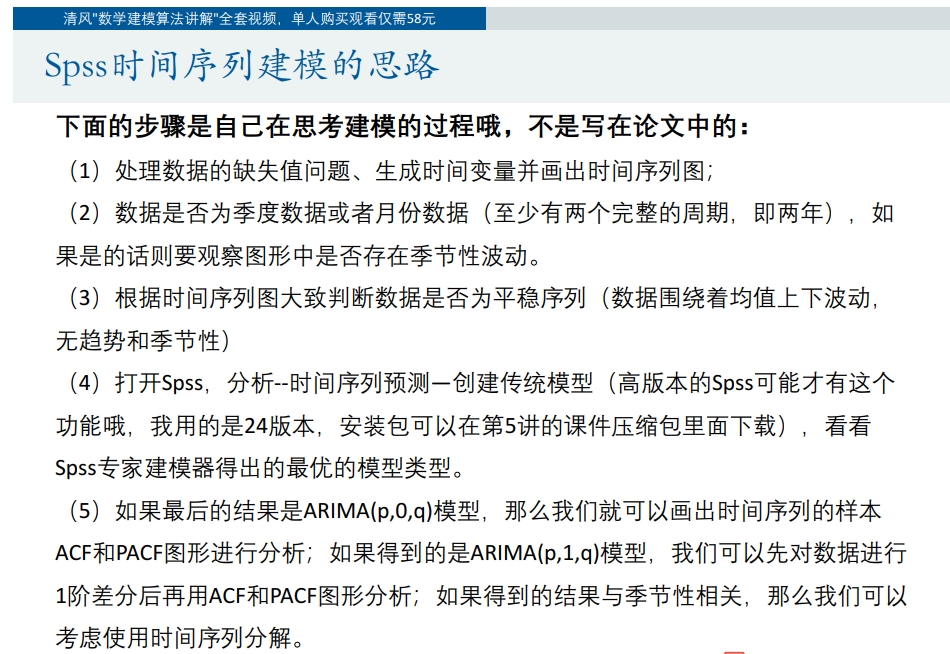 清风"数学建模算法讲解"全套视频，单人购买观看仅需58元
Spss时间序列建模的思路
下面的步骤是自己在思考建模的过程哦，不是写在论文中的：
（1）处理数据的缺失值问题、生成时间变量并画出时间序列图；
（2）数据是否为季度数据或者月份数据（至少有两个完整的周期，即两年），如
果是的话则要观察图形中是否存在季节性波动。
（3）根据时间序列图大致判断数据是否为平稳序列（数据围绕着均值上下波动，
无趋势和季节性）
（4）打开Spss，分析--时间序列预测—创建传统模型（高版本的Spss可能才有这个
功能哦，我用的是24版本，安装包可以在第5讲的课件压缩包里面下载），看看
Spss专家建模器得出的最优的模型类型。
（5）如果最后的结果是ARIMA(p,0,q)模型，那么我们就可以画出时间序列的样本
ACF和PACF图形进行分析；如果得到的是ARIMA(p,1,q)模型，我们可以先对数据进行
1阶差分后再用ACF和PACF图形分析；如果得到的结果与季节性相关，那么我们可以
考虑使用时间序列分解。